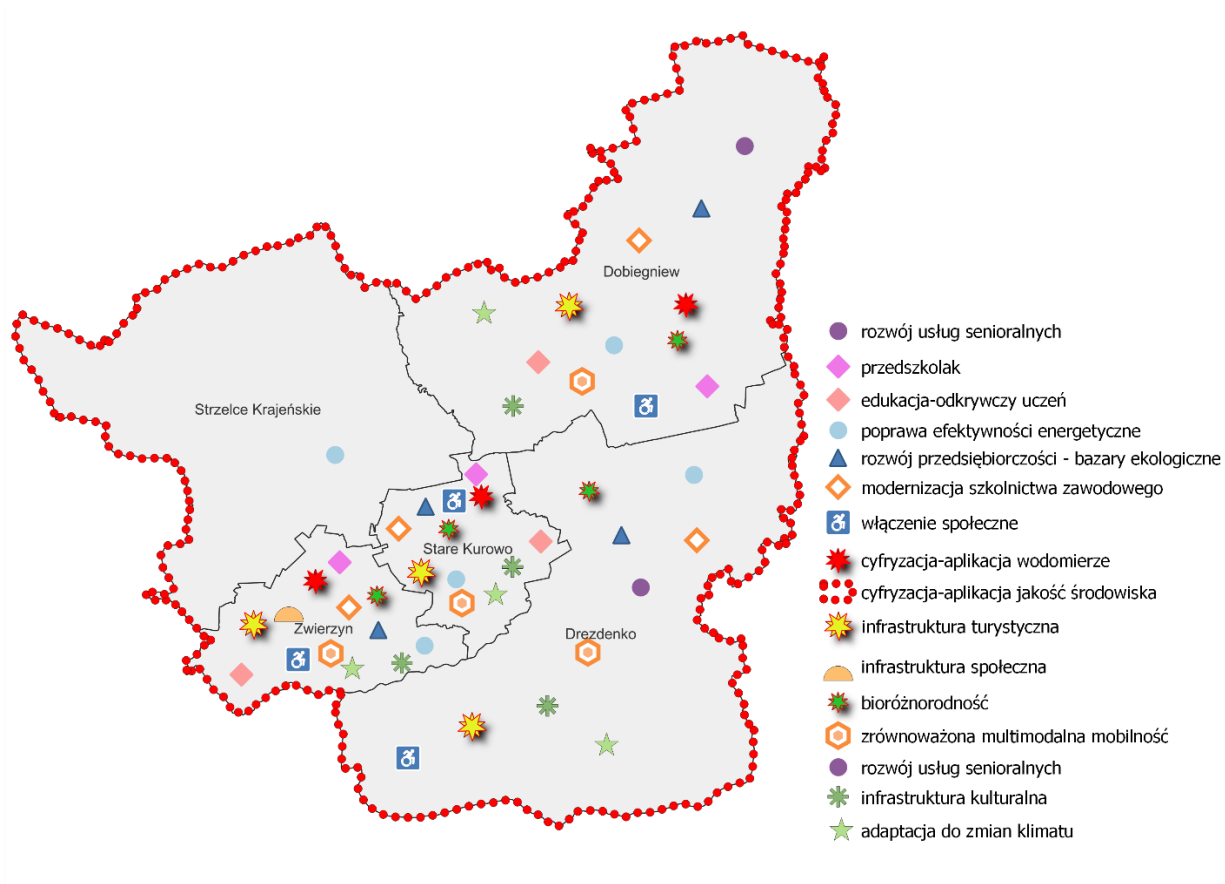 Dobiegniew
Strzelce Krajeńskie
Stare Kurowo
Zwierzyn
Drezdenko
rozwój usług senioralnych
przedszkolak
edukacja-odkrywczy uczeń
poprawa efektywności energetyczne
rozwój przedsiębiorczości - bazary ekologiczne
modernizacja szkolnictwa zawodowego
włączenie społeczne
cyfryzacja-aplikacja wodomierze
cyfryzacja-aplikacja jakość środowiska
infrastruktura turystyczna
infrastruktura społeczna
bioróżnorodność
zrównoważona multimodalna mobilność
rozwój usług senioralnych
infrastruktura kulturalna
adaptacja do zmian klimatu